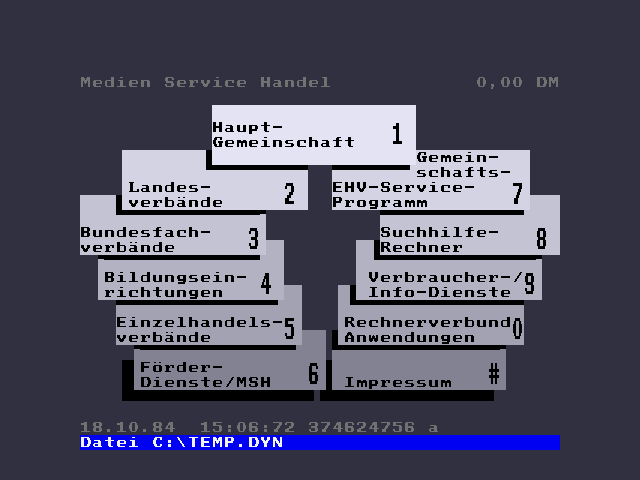 Medien Service Handel 0,00 DM
Haupt-
Gemeinschaft 1
Gemein-
schafts-
Landes-
verbände 2
EHV-Service-
Programm 7
Bundesfach-
verbände 3
Suchhilfe-
Rechner 8
Bildungsein-
richtungen 4
Verbraucher-/
Info-Dienste 9
Einzelhandels-
verbände 5
Rechnerverbund
Anwendungen 0
Förder-
Dienste/MSH 6
Impressum #
18.10.84 15:06:72 374624756 a
Datei C:\TEMP.DYN